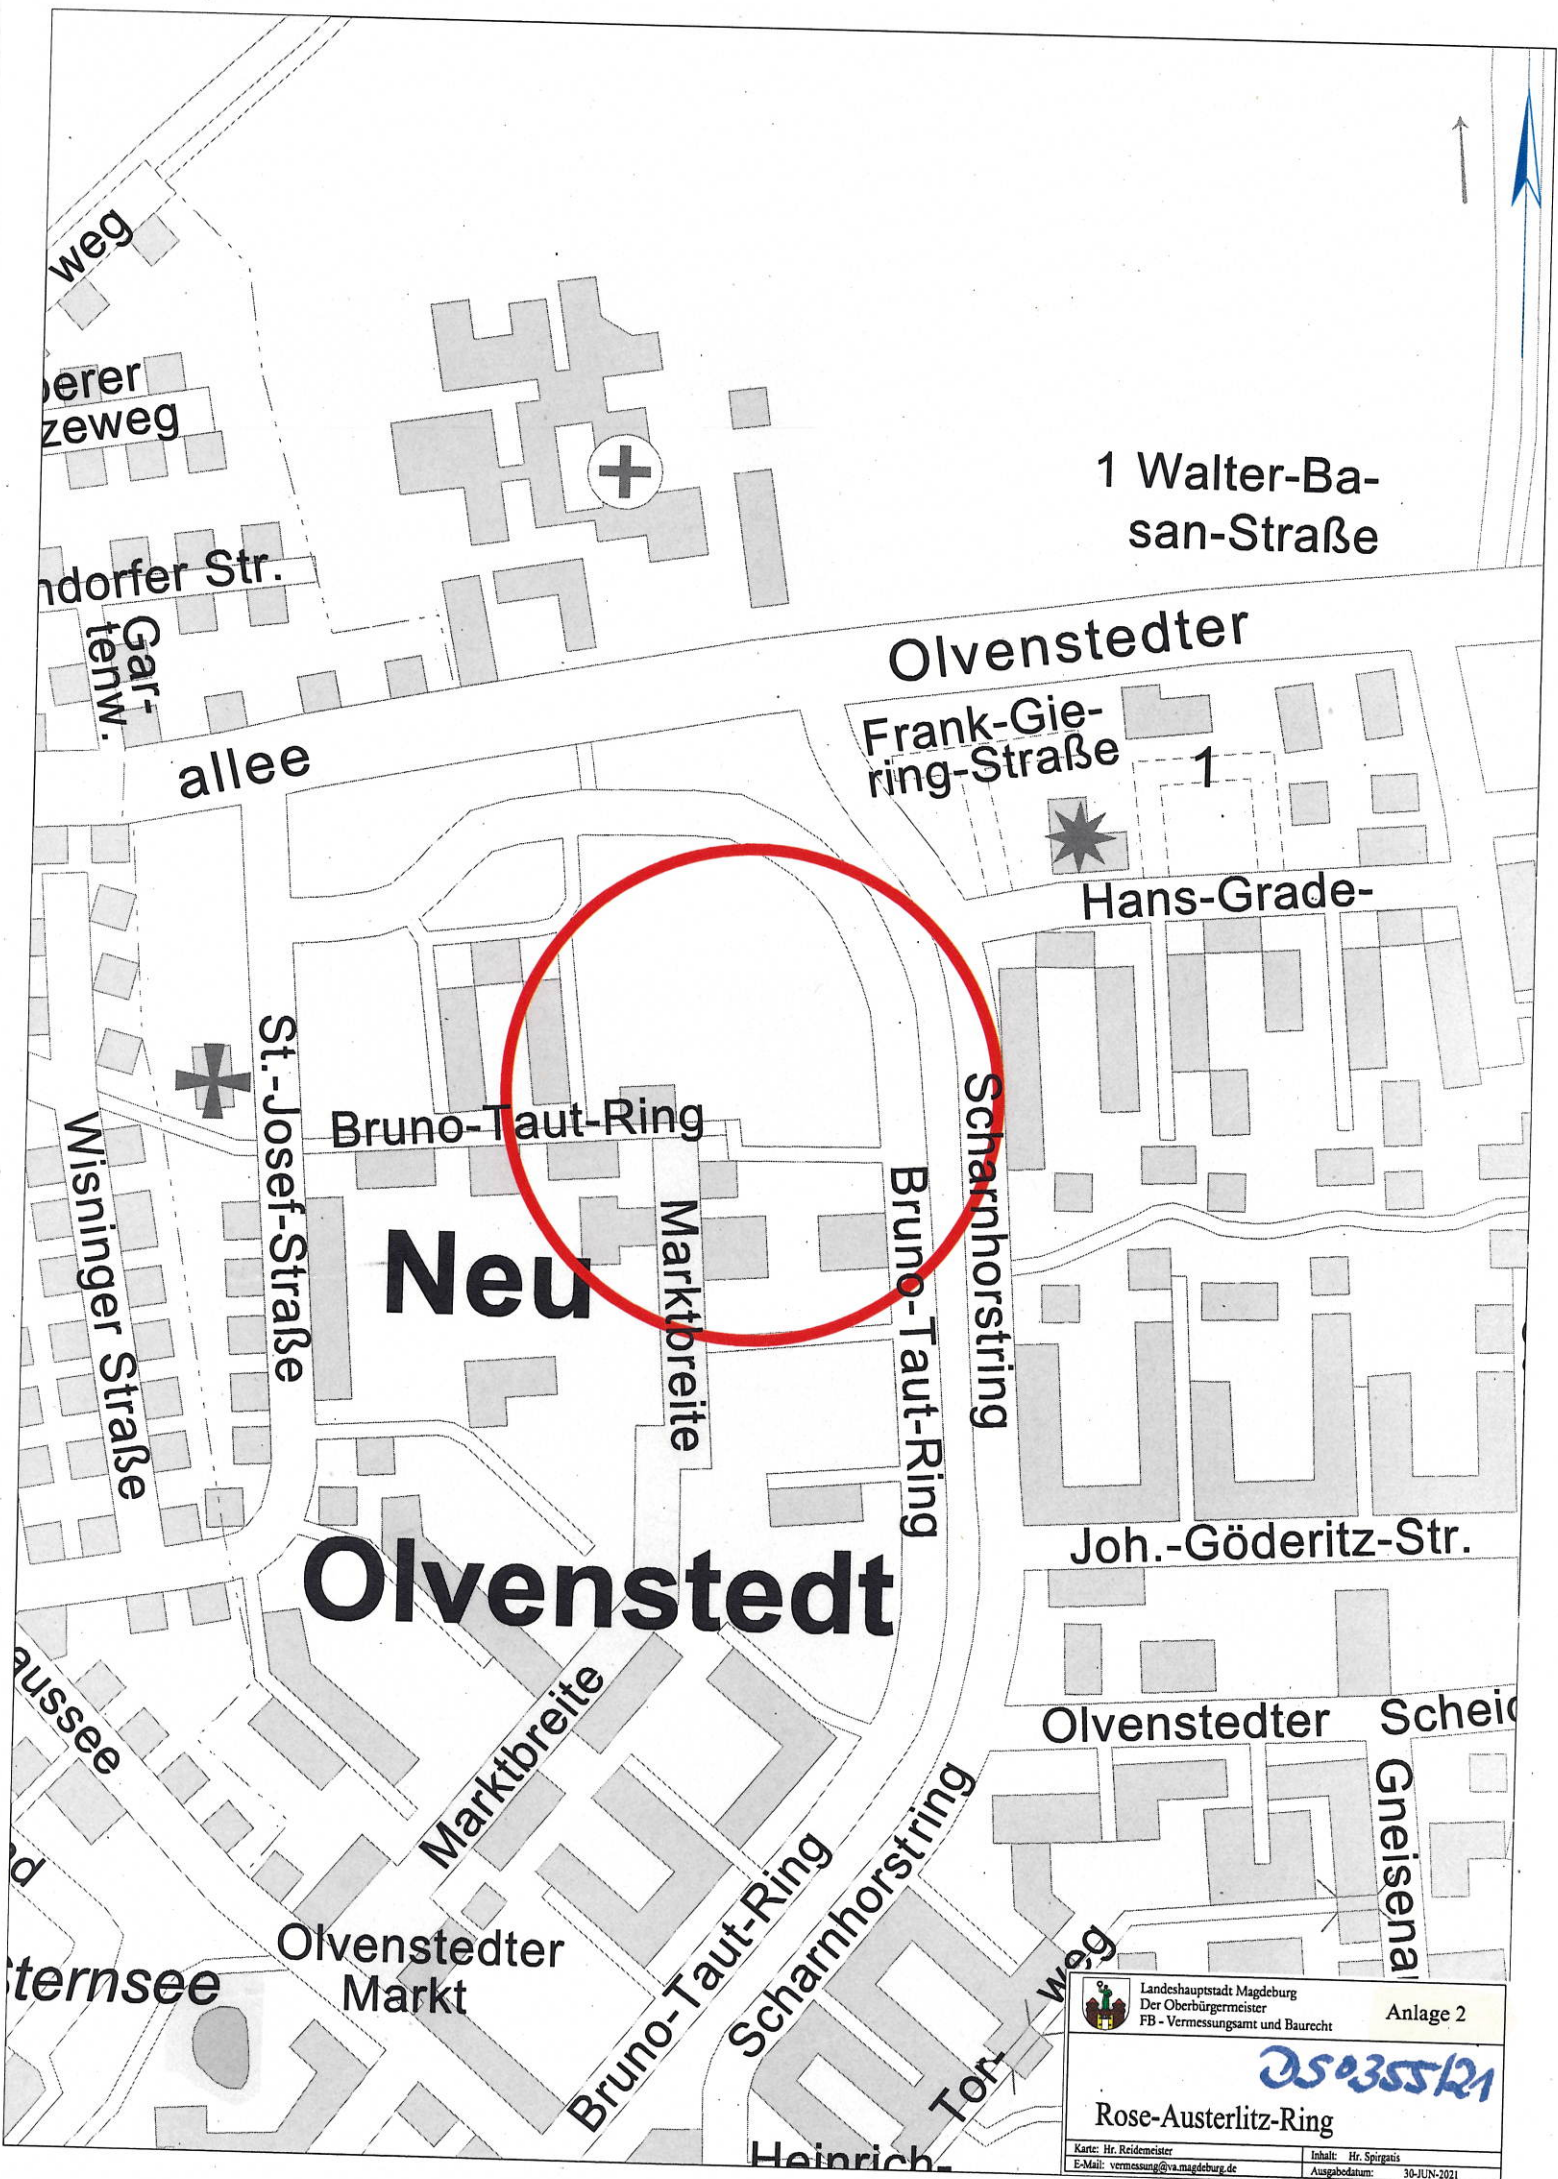 weg
berer
zeweg
1 Walter-Ba-
san-Straße
ndorfer Str.
Gar-
tenw.
Olvenstedter
allee
Frank-Gie-
ring-Straße
1
Hans-Grade-
St.-Josef-Straße
Bruno-Taut-Ring
Scharnhorstring
Wisninger Straße
Neu
Marktbreite
Bruno-Taut-Ring
Olvenstedt
Joh.-Göderitz-Str.
aussee
Marktbreite
Olvenstedter
Scheid
Gneisenau
Scharnhorstring
Bruno-Taut-Ring
Olvenstedter
Markt
sternsee
Tor-
weg
Heinrich-
Landeshauptstadt Magdeburg
Der Oberbürgermeister
FB - Vermessungsamt und Baurecht
Anlage 2
DS0355/21
Rose-Austerlitz-Ring
Karte: Hr. Reidemeister
Inhalt: Hr. Spirgatis
E-Mail: vermessung@va.magdeburg.de
Ausgabedatum: 30-JUN-2021